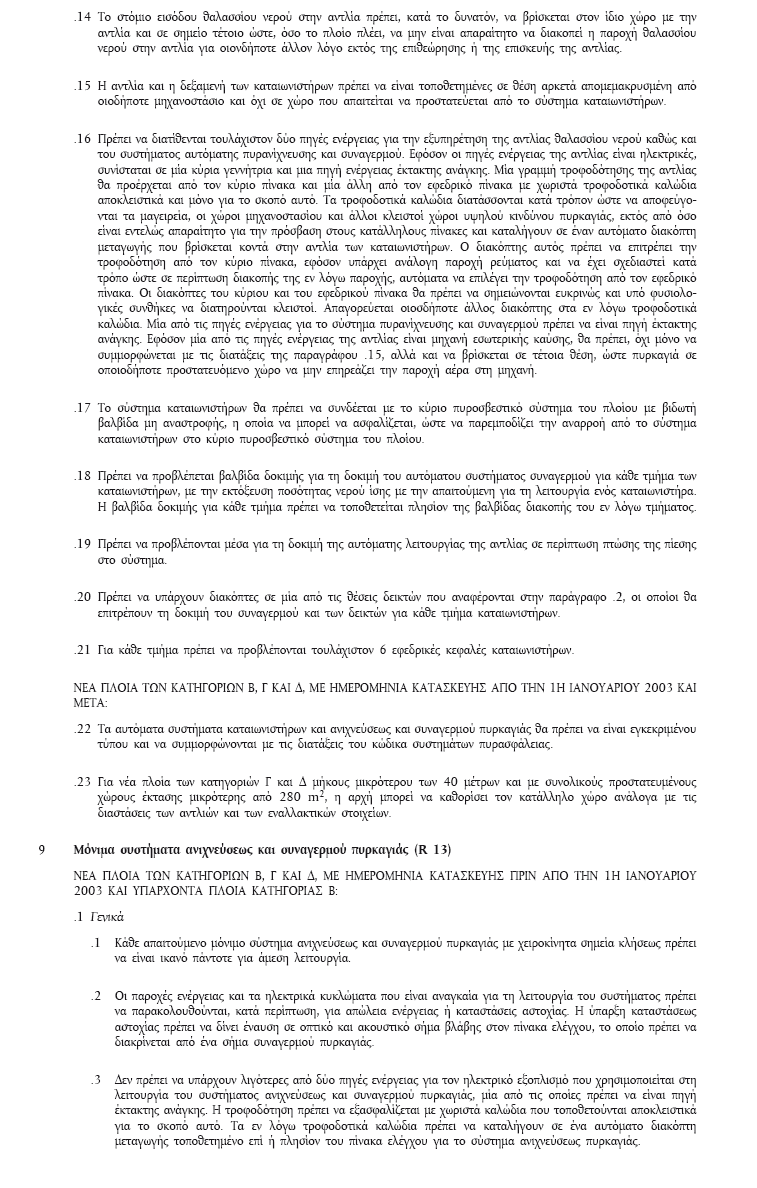 .14 Το στόμιο εισόδου θαλασσίου νερού στην αντλία πρέπει, κατά το δυνατόν, να βρίσκεται στον ίδιο χώρο με την
αντλία και σε σημείο τέτοιο ώστε, όσο το πλοίο πλέει, να μην είναι απαραίτητο να διακοπεί η παροχή θαλασσίου
νερού στην αντλία για οιονδήποτε άλλον λόγο εκτός της επιθεώρησης ή της επισκευής της αντλίας.
.15 Η αντλία και η δεξαμενή των καταιωνιστήρων πρέπει να είναι τοποθετημένες σε θέση αρκετά απομεμακρυσμένη από
οιοδήποτε μηχανοστάσιο και όχι σε χώρο που απαιτείται να προστατεύεται από το σύστημα καταιωνιστήρων.
.16 Πρέπει να διατίθενται τουλάχιστον δύο πηγές ενέργειας για την εξυπηρέτηση της αντλίας θαλασσίου νερού καθώς και
του συστήματος αυτόματης πυρανίχνευσης και συναγερμού. Εφόσον οι πηγές ενέργειας της αντλίας είναι ηλεκτρικές,
συνίσταται σε μία κύρια γεννήτρια και μια πηγή ενέργειας έκτακτης ανάγκης. Μία γραμμή τροφοδότησης της αντλίας
θα προέρχεται από τον κύριο πίνακα και μία άλλη από τον εφεδρικό πίνακα με χωριστά τροφοδοτικά καλώδια
αποκλειστικά και μόνο για το σκοπό αυτό. Τα τροφοδοτικά καλώδια διατάσσονται κατά τρόπον ώστε να αποφεύγο-
νται τα μαγειρεία, οι χώροι μηχανοστασίου και άλλοι κλειστοί χώροι υψηλού κινδύνου πυρκαγιάς, εκτός από όσο
είναι εντελώς απαραίτητο για την πρόσβαση στους κατάλληλους πίνακες και καταλήγουν σε έναν αυτόματο διακόπτη
μεταγωγής που βρίσκεται κοντά στην αντλία των καταιωνιστήρων. Ο διακόπτης αυτός πρέπει να επιτρέπει την
τροφοδότηση από τον κύριο πίνακα, εφόσον υπάρχει ανάλογη παροχή ρεύματος και να έχει σχεδιαστεί κατά
τρόπο ώστε σε περίπτωση διακοπής της εν λόγω παροχής, αυτόματα να επιλέγει την τροφοδότηση από τον εφεδρικό
πίνακα. Οι διακόπτες του κύριου και του εφεδρικού πίνακα θα πρέπει να σημειώνονται ευκρινώς και υπό φυσιολο-
γικές συνθήκες να διατηρούνται κλειστοί. Απαγορεύεται οιοσδήποτε άλλος διακόπτης στα εν λόγω τροφοδοτικά
καλώδια. Μία από τις πηγές ενέργειας για το σύστημα πυρανίχνευσης και συναγερμού πρέπει να είναι πηγή έκτακτης
ανάγκης. Εφοσόν μία από τις πηγές ενέργειας της αντλίας είναι μηχανή εσωτερικής καύσης, θα πρέπει, όχι μόνο να
συμμορφώνεται με τις διατάξεις της παραγράφου .15, αλλά και να βρίσκεται σε τέτοια θέση, ώστε πυρκαγιά σε
οποιοδήποτε προστατευόμενο χώρο να μην επηρεάζει την παροχή αέρα στη μηχανή.
.17 Το σύστημα καταιωνιστήρων θα πρέπει να συνδέεται με το κύριο πυροσβεστικό σύστημα του πλοίου με βιδωτή
βαλβίδα μη αναστροφής, η οποία να μπορεί να ασφαλίζεται, ώστε να παρεμποδίζει την αναρροή από το σύστημα
καταιωνιστήρων στο κύριο πυροσβεστικό σύστημα του πλοίου.
.18 Πρέπει να προβλέπεται βαλβίδα δοκιμής για τη δοκιμή του αυτόματου συστήματος συναγερμού για κάθε τμήμα των
καταιωνιστήρων, με την εκτόξευση ποσότητας νερού ίσης με την απαιτούμενη για τη λειτουργία ενός καταιωνιστήρα.
Η βαλβίδα δοκιμής για κάθε τμήμα πρέπει να τοποθετείται πλησίον της βαλβίδας διακοπής του εν λόγω τμήματος.
.19 Πρέπει να προβλέπονται μέσα για τη δοκιμή της αυτόματης λειτουργίας της αντλίας σε περίπτωση πτώσης της πίεσης
στο σύστημα.
.20 Πρέπει να υπάρχουν διακόπτες σε μία από τις θέσεις δεικτών που αναφέρονται στην παράγραφο .2, οι οποίοι θα
επιτρέπουν τη δοκιμή του συναγερμού και των δεικτών για κάθε τμήμα καταιωνιστήρων.
.21 Για κάθε τμήμα πρέπει να προβλέπονται τουλάχιστον 6 εφεδρικές κεφαλές καταιωνιστήρων.
ΝΕΑ ΠΛΟΙΑ ΤΩΝ ΚΑΤΗΓΟΡΙΩΝ Β, Γ ΚΑΙ Δ, ΜΕ ΗΜΕΡΟΜΗΝΙΑ ΚΑΤΑΣΚΕΥΗΣ ΑΠΟ ΤΗΝ 1Η ΙΑΝΟΥΑΡΙΟΥ 2003 ΚΑΙ
ΜΕΤΑ:
.22 Τα αυτόματα συστήματα καταιωνιστήρων και ανιχνεύσεως και συναγερμού πυρκαγιάς θα πρέπει να είναι εγκεκριμένου
τύπου και να συμμορφώνονται με τις διατάξεις του κώδικα συστημάτων πυρασφάλειας.
.23 Για νέα πλοία των κατηγοριών Γ και Δ μήκους μικρότερου των 40 μέτρων και με συνολικούς προστατευμένους
χώρους έκτασης μικρότερης από 280 m², η αρχή μπορεί να καθορίσει τον κατάλληλο χώρο ανάλογα με τις
διαστάσεις των αντλιών και των εναλλακτικών στοιχείων.
9 Μόνιμα συστήματα ανιχνεύσεως και συναγερμού πυρκαγιάς (R 13)
ΝΕΑ ΠΛΟΙΑ ΤΩΝ ΚΑΤΗΓΟΡΙΩΝ Β, Γ ΚΑΙ Δ, ΜΕ ΗΜΕΡΟΜΗΝΙΑ ΚΑΤΑΣΚΕΥΗΣ ΠΡΙΝ ΑΠΟ ΤΗΝ 1Η ΙΑΝΟΥΑΡΙΟΥ
2003 ΚΑΙ ΥΠΑΡΧΟΝΤΑ ΠΛΟΙΑ ΚΑΤΗΓΟΡΙΑΣ Β:
.1 Γενικά
.1 Κάθε απαιτούμενο μόνιμο σύστημα ανιχνεύσεως και συναγερμού πυρκαγιάς με χειροκίνητα σημεία κλήσεως πρέπει
να είναι ικανό πάντοτε για άμεση λειτουργία.
.2 Οι παροχές ενέργειας και τα ηλεκτρικά κυκλώματα που είναι αναγκαία για τη λειτουργία του συστήματος πρέπει
να παρακολουθούνται, κατά περίπτωση, για απώλεια ενέργειας ή καταστάσεις αστοχίας. Η ύπαρξη καταστάσεως
αστοχίας πρέπει να δίνει έναυση σε οπτικό και ακουστικό σήμα βλάβης στον πίνακα ελέγχου, το οποίο πρέπει να
διακρίνεται από ένα σήμα συναγερμού πυρκαγιάς.
.3 Δεν πρέπει να υπάρχουν λιγότερες από δύο πηγές ενέργειας για τον ηλεκτρικό εξοπλισμό που χρησιμοποιείται στη
λειτουργία του συστήματος ανιχνεύσεως και συναγερμού πυρκαγιάς, μία από τις οποίες πρέπει να είναι πηγή
έκτακτης ανάγκης. Η τροφοδότηση πρέπει να εξασφαλίζεται με χωριστά καλώδια που τοποθετούνται αποκλειστικά
για το σκοπό αυτό. Τα εν λόγω τροφοδοτικά καλώδια πρέπει να καταλήγουν σε ένα αυτόματο διακόπτη
μεταγωγής τοποθετημένο επί ή πλησίον του πίνακα ελέγχου για το σύστημα ανιχνεύσεως πυρκαγιάς.